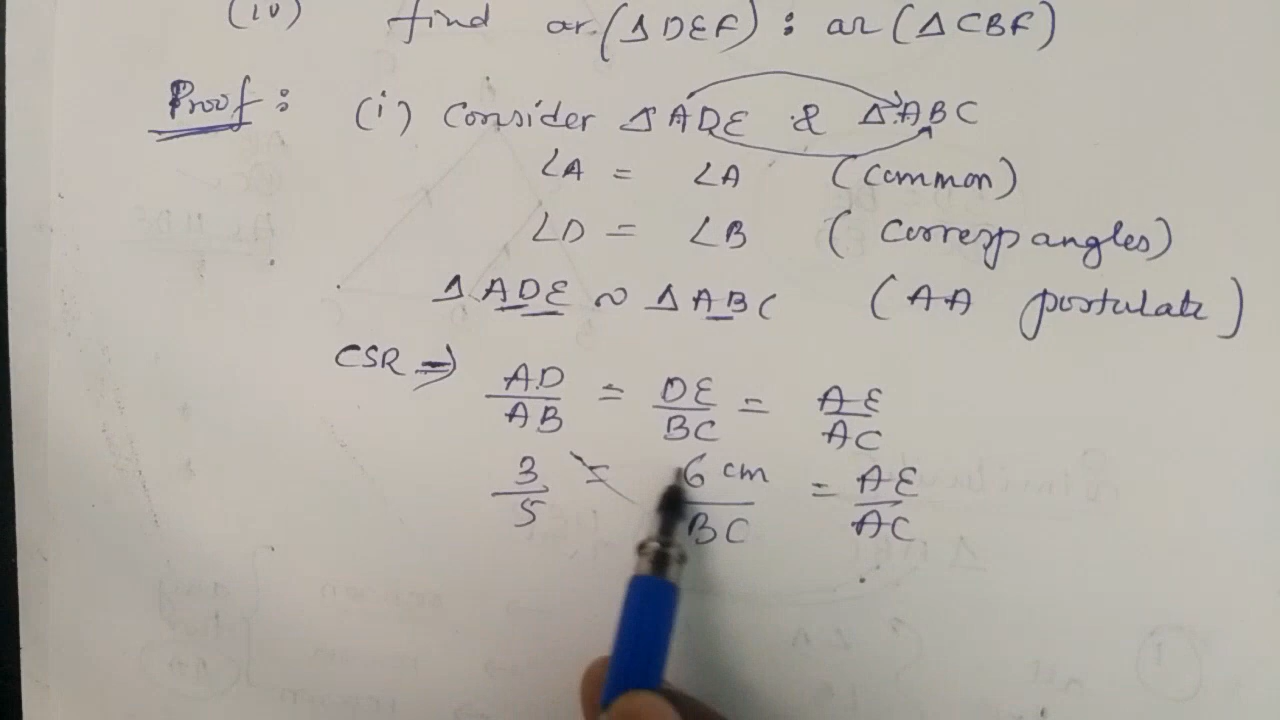 (iv) find ar.(ΔDEF) : ar(ΔCBF)
Proof : (i) Consider ΔADE & ΔABC
∠A = ∠A (Common)
∠D = ∠B (corresp angles)
ΔADE ~ ΔABC (AA postulate)
CSR ⇒ AD/AB = DE/BC = AE/AC
3/5 = 6 cm/BC = AE/AC